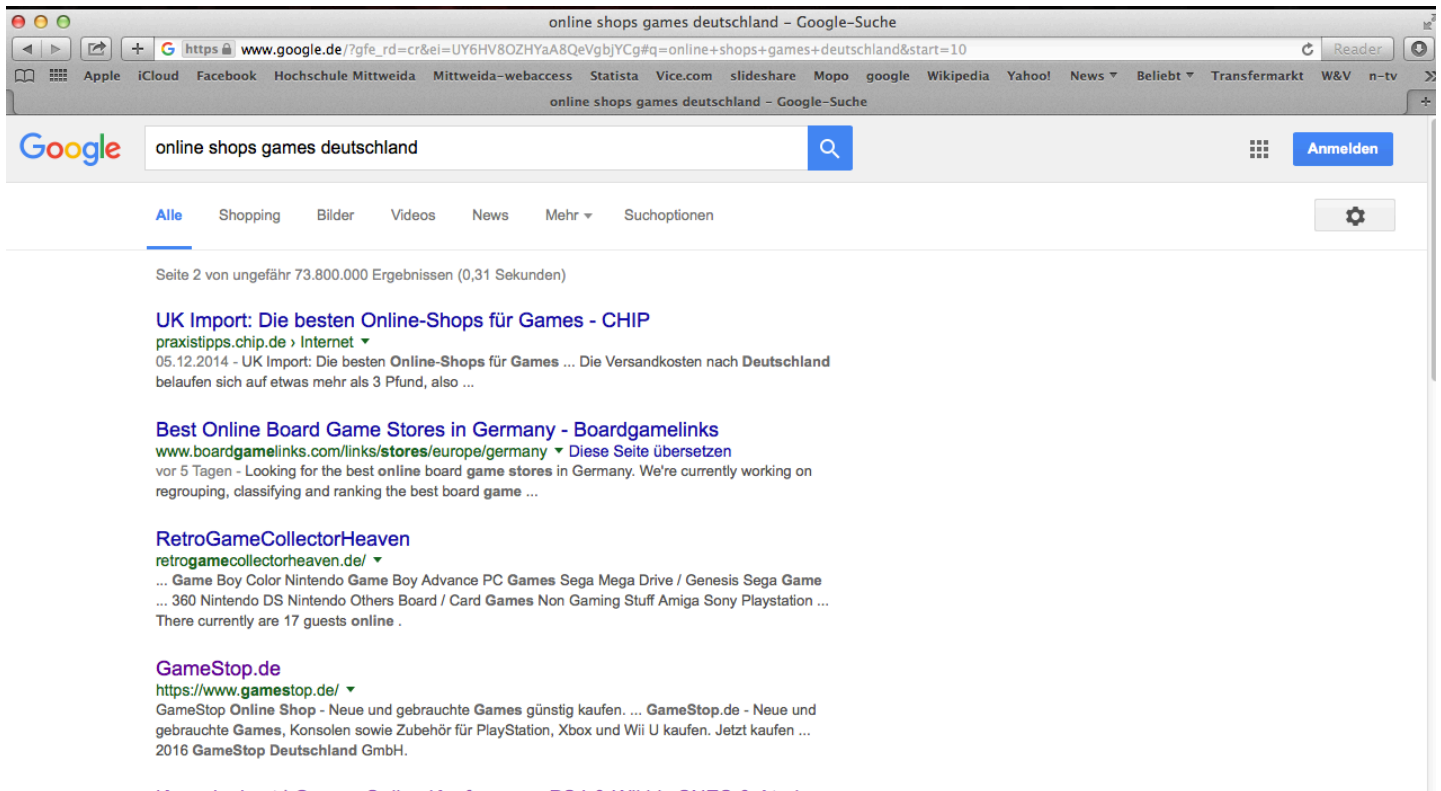 online shops games deutschland – Google-Suche
https www.google.de/?gfe_rd=cr&ei=UY6HV8OZHYaA8QeVgbjYCg#q=online+shops+games+deutschland&start=10 Reader
Apple iCloud Facebook Hochschule Mittweida Mittweida-webaccess Statista Vice.com slideshare Mopo google Wikipedia Yahoo! News Beliebt Transfermarkt W&V n-tv
online shops games deutschland – Google-Suche
Google online shops games deutschland Anmelden
Alle Shopping Bilder Videos News Mehr Suchoptionen
Seite 2 von ungefähr 73.800.000 Ergebnissen (0,31 Sekunden)
UK Import: Die besten Online-Shops für Games - CHIP
praxistipps.chip.de › Internet
05.12.2014 - UK Import: Die besten Online-Shops für Games ... Die Versandkosten nach Deutschland
belaufen sich auf etwas mehr als 3 Pfund, also ...
Best Online Board Game Stores in Germany - Boardgamelinks
www.boardgamelinks.com/links/stores/europe/germany Diese Seite übersetzen
vor 5 Tagen - Looking for the best online board game stores in Germany. We're currently working on
regrouping, classifying and ranking the best board game ...
RetroGameCollectorHeaven
retrogamecollectorheaven.de/
... Game Boy Color Nintendo Game Boy Advance PC Games Sega Mega Drive / Genesis Sega Game
... 360 Nintendo DS Nintendo Others Board / Card Games Non Gaming Stuff Amiga Sony Playstation ...
There currently are 17 guests online .
GameStop.de
https://www.gamestop.de/
GameStop Online Shop - Neue und gebrauchte Games günstig kaufen. ... GameStop.de - Neue und
gebrauchte Games, Konsolen sowie Zubehör für PlayStation, Xbox und Wii U kaufen. Jetzt kaufen ...
2016 GameStop Deutschland GmbH.